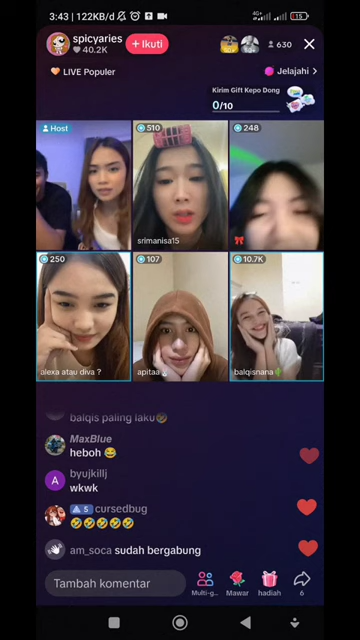 3:43 | 122KB/d
4G
4G
15
spicyaries
40.2K
+ Ikuti
630
LIVE Populer
Jelajahi >
Kirim Gift Kepo Dong
0/10
Host
510
248
srimanisa15
250
107
10.7K
alexa atau diva ?
apitaa
balqisnana🌵
balqis paling laku🤣
MaxBlue
heboh 😂
A
byujkillj
wkwk
5 cursedbug
🤣🤣🤣🤣🤣
am_soca sudah bergabung
Tambah komentar
Multi-g...
Mawar
hadiah
6